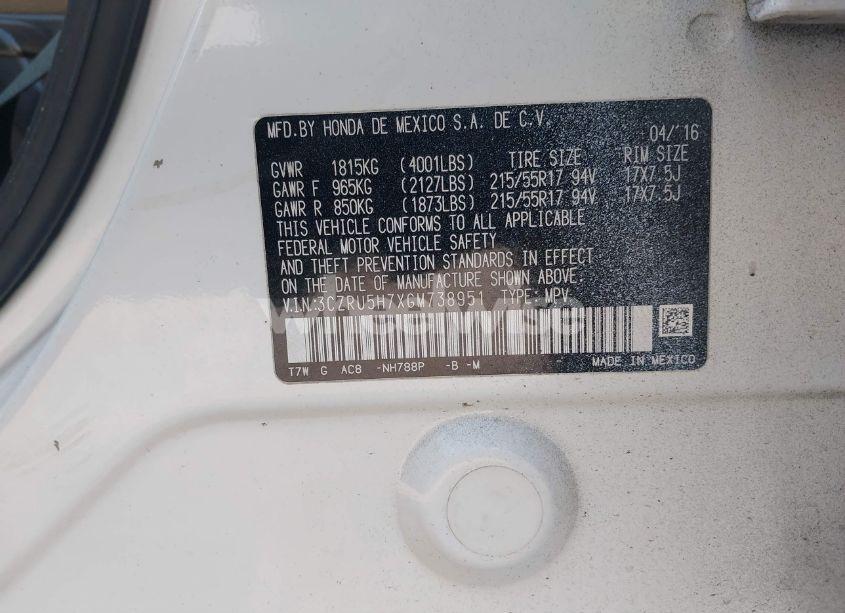 MFD.BY HONDA DE MEXICO S.A. DE C.V. 04/'16
GVWR 1815KG (4001LBS) TIRE SIZE RIM SIZE
GAWR F 965KG (2127LBS) 215/55R17 94V 17X7.5J
GAWR R 850KG (1873LBS) 215/55R17 94V 17X7.5J
THIS VEHICLE CONFORMS TO ALL APPLICABLE
FEDERAL MOTOR VEHICLE SAFETY
AND THEFT PREVENTION STANDARDS IN EFFECT
ON THE DATE OF MANUFACTURE SHOWN ABOVE.
V.I.N:3CZRU5H7XGM738951 TYPE: MPV
wheelwise
T7W G AC8 -NH788P -B -M MADE IN MEXICO